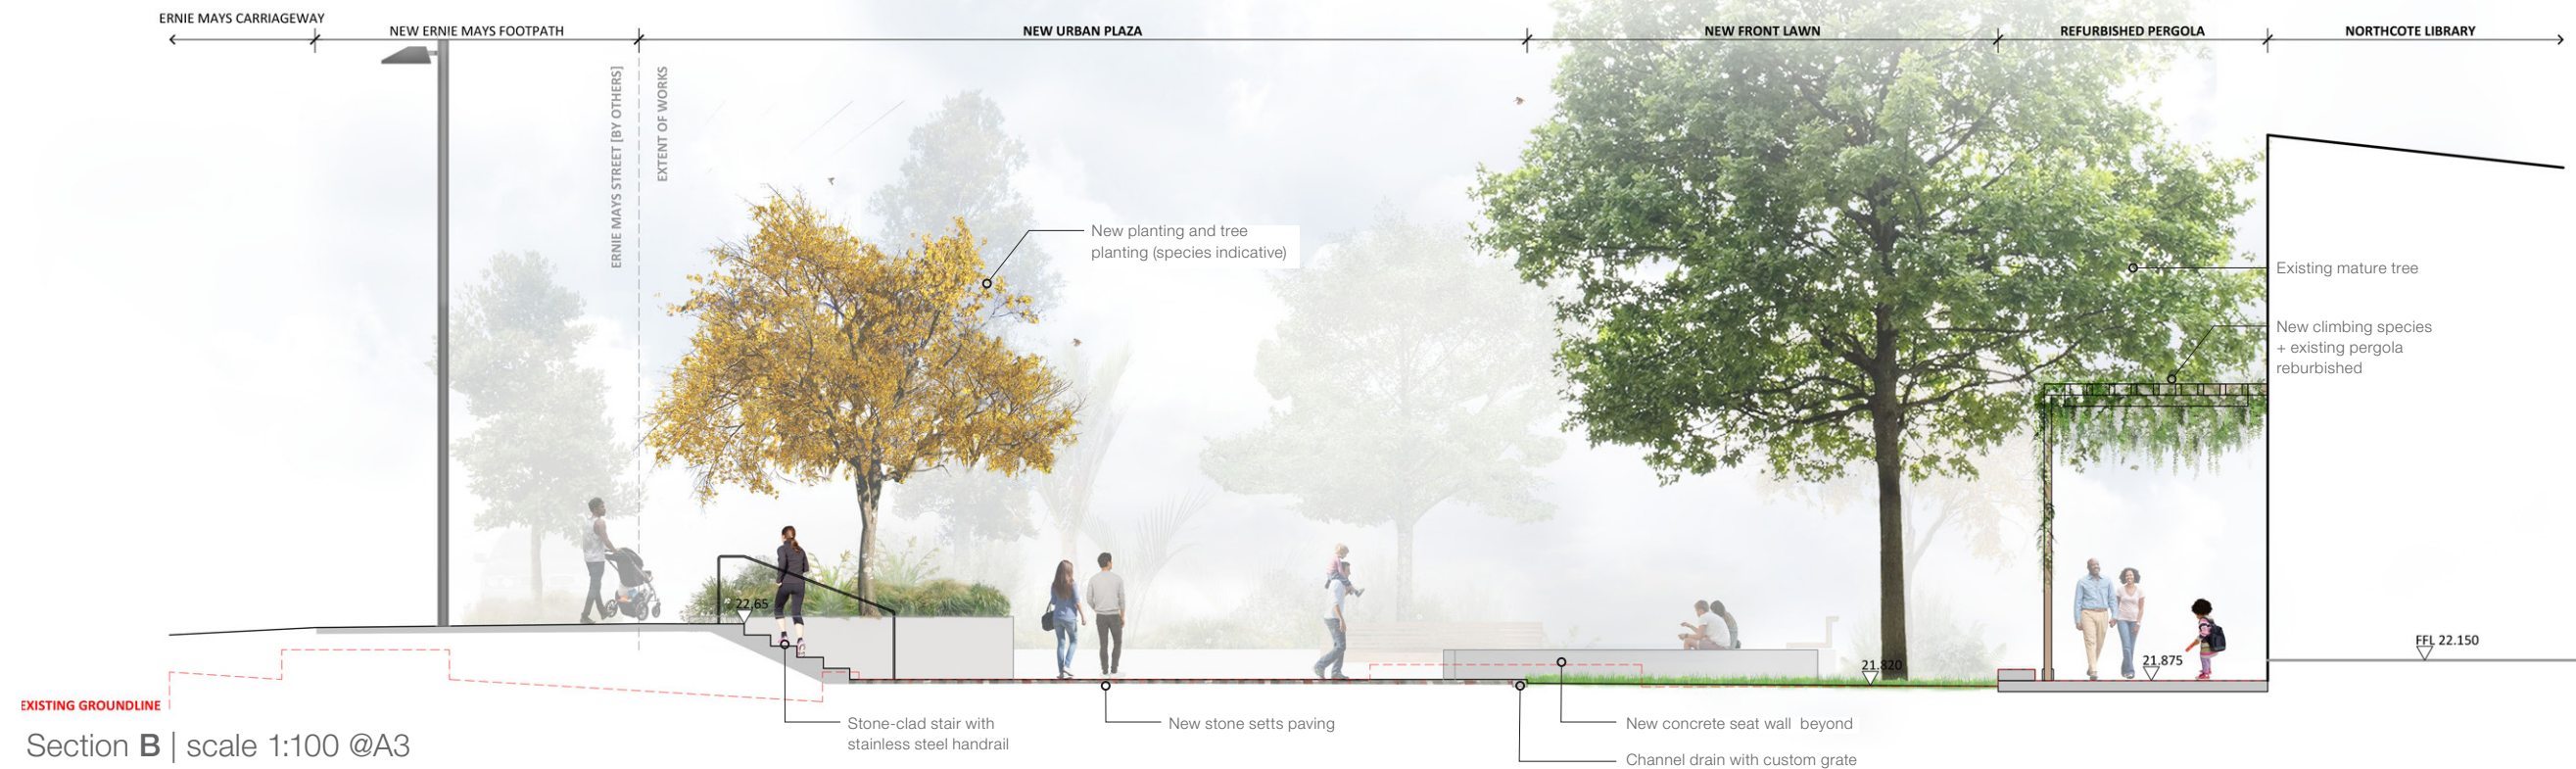 ERNIE MAYS CARRIAGEWAY
NEW ERNIE MAYS FOOTPATH
NEW URBAN PLAZA
NEW FRONT LAWN
REFURBISHED PERGOLA
NORTHCOTE LIBRARY
ERNIE MAYS STREET [BY OTHERS]
EXTENT OF WORKS
New planting and tree
planting (species indicative)
Existing mature tree
New climbing species
+ existing pergola
reburbished
22.65
FFL 22.150
21.820
21.875
EXISTING GROUNDLINE
Stone-clad stair with
stainless steel handrail
New stone setts paving
New concrete seat wall  beyond
Channel drain with custom grate
Section B | scale 1:100 @A3